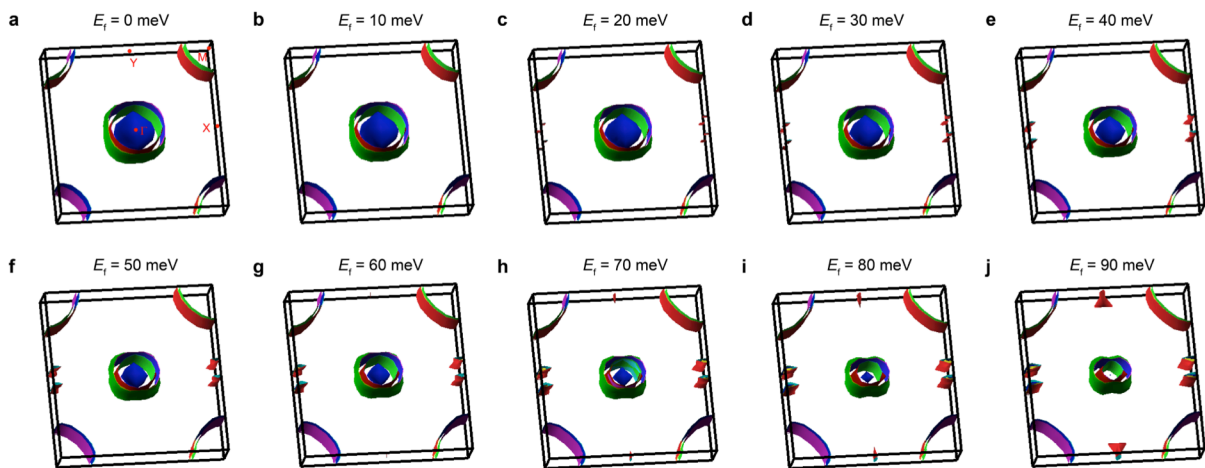 a E_f = 0 meV
b E_f = 10 meV
c E_f = 20 meV
d E_f = 30 meV
e E_f = 40 meV
Y
M
X
f E_f = 50 meV
g E_f = 60 meV
h E_f = 70 meV
i E_f = 80 meV
j E_f = 90 meV